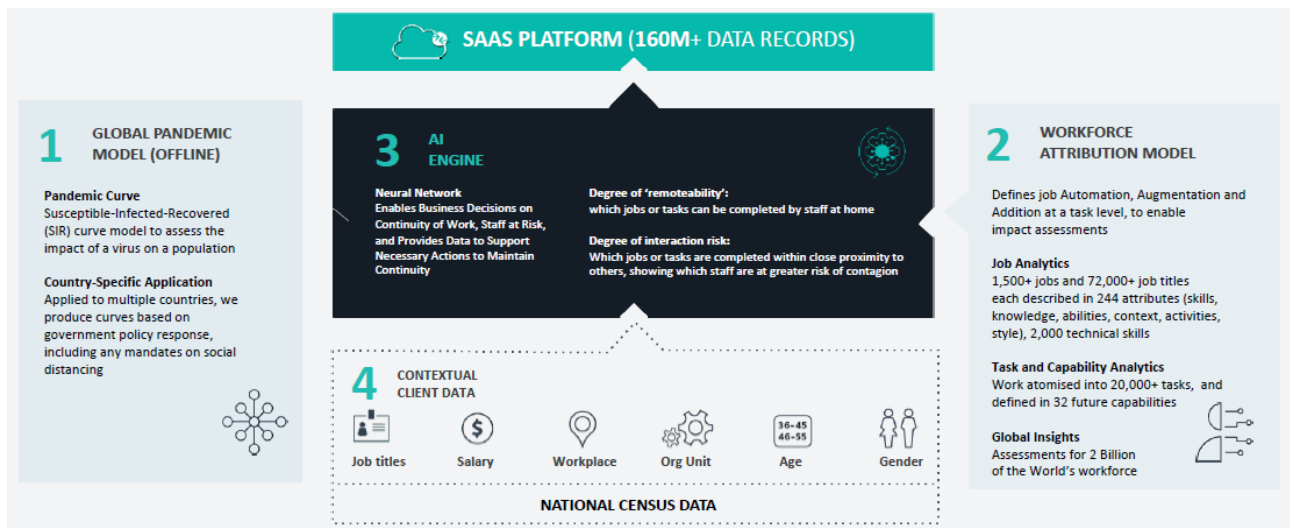 SAAS PLATFORM (160M+ DATA RECORDS)
1
GLOBAL PANDEMIC
MODEL (OFFLINE)
Pandemic Curve
Susceptible-Infected-Recovered
(SIR) curve model to assess the
impact of a virus on a population
Country-Specific Application
Applied to multiple countries, we
produce curves based on
government policy response,
including any mandates on social
distancing
3
AI
ENGINE
Neural Network
Enables Business Decisions on
Continuity of Work, Staff at Risk,
and Provides Data to Support
Necessary Actions to Maintain
Continuity
Degree of ‘remoteability’:
which jobs or tasks can be completed by staff at home
Degree of interaction risk:
Which jobs or tasks are completed within close proximity to
others, showing which staff are at greater risk of contagion
2
WORKFORCE
ATTRIBUTION MODEL
Defines job Automation, Augmentation and
Addition at a task level, to enable
impact assessments
Job Analytics
1,500+ jobs and 72,000+ job titles
each described in 244 attributes (skills,
knowledge, abilities, context, activities,
style), 2,000 technical skills
Task and Capability Analytics
Work atomised into 20,000+ tasks, and
defined in 32 future capabilities
Global Insights
Assessments for 2 Billion
of the World’s workforce
4
CONTEXTUAL
CLIENT DATA
$
36-45
46-55
Job titles Salary Workplace Org Unit Age Gender
NATIONAL CENSUS DATA